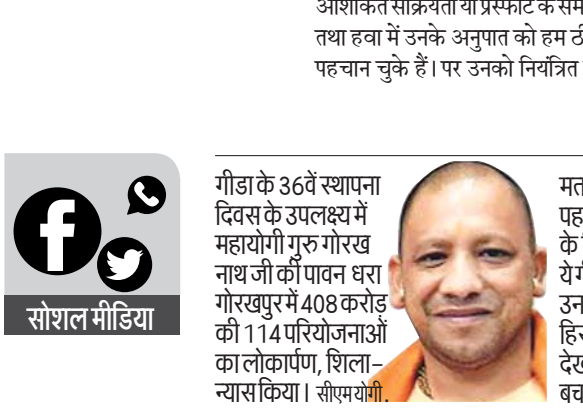 आशंकित सक्रियता या प्रस्फोट के सम
तथा हवा में उनके अनुपात को हम ठी
पहचान चुके हैं। पर उनको नियंत्रित
सोशल मीडिया
गीडा के 36वें स्थापना
दिवस के उपलक्ष्य में
महायोगी गुरु गोरख
नाथ जी की पावन धरा
गोरखपुर में 408 करोड़
की 114 परियोजनाओं
का लोकार्पण, शिला-
न्यास किया। सीएम योगी,
मत
पह
के
ये
उन
हिर
देख
बच